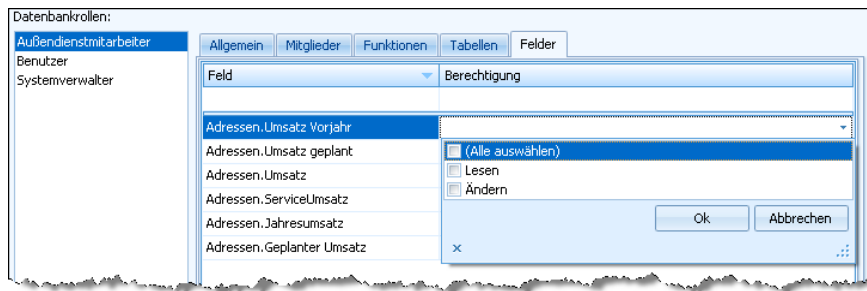 Datenbankrollen:
Außendienstmitarbeiter
Benutzer
Systemverwalter
Allgemein Mitglieder Funktionen Tabellen Felder
Feld Berechtigung
Adressen.Umsatz Vorjahr
Adressen.Umsatz geplant
Adressen.Umsatz
Adressen.ServiceUmsatz
Adressen.Jahresumsatz
Adressen.Geplanter Umsatz
(Alle auswählen)
Lesen
Ändern
Ok Abbrechen